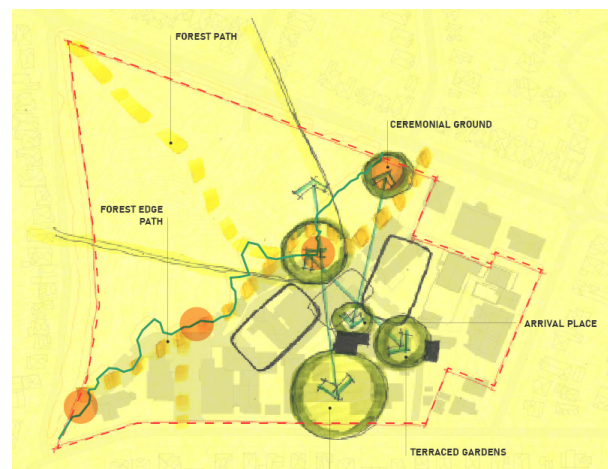 FOREST PATH
CEREMONIAL GROUND
FOREST EDGE
PATH
ARRIVAL PLACE
TERRACED GARDENS